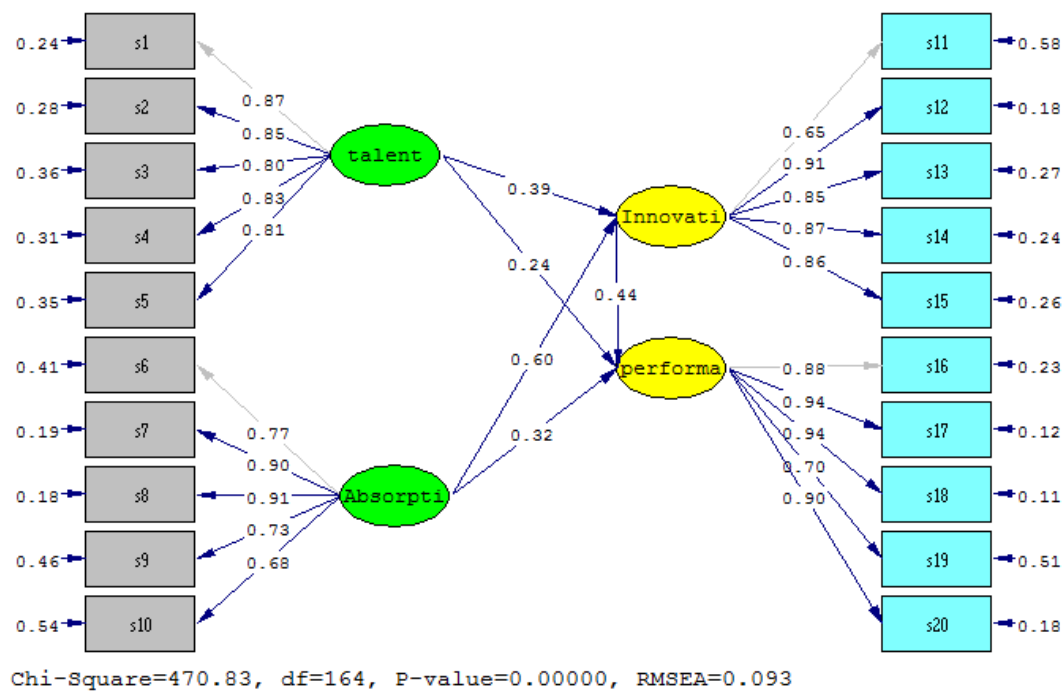 0.24
s1
0.28
s2
0.36
s3
0.31
s4
0.35
s5
0.41
s6
0.19
s7
0.18
s8
0.46
s9
0.54
s10
0.87
0.85
0.80
0.83
0.81
talent
0.77
0.90
0.91
0.73
0.68
Absorpti
0.39
0.24
0.44
0.60
0.32
Innovati
performa
0.65
0.91
0.85
0.87
0.86
0.88
0.94
0.94
0.70
0.90
s11
0.58
s12
0.18
s13
0.27
s14
0.24
s15
0.26
s16
0.23
s17
0.12
s18
0.11
s19
0.51
s20
0.18
Chi-Square=470.83, df=164, P-value=0.00000, RMSEA=0.093